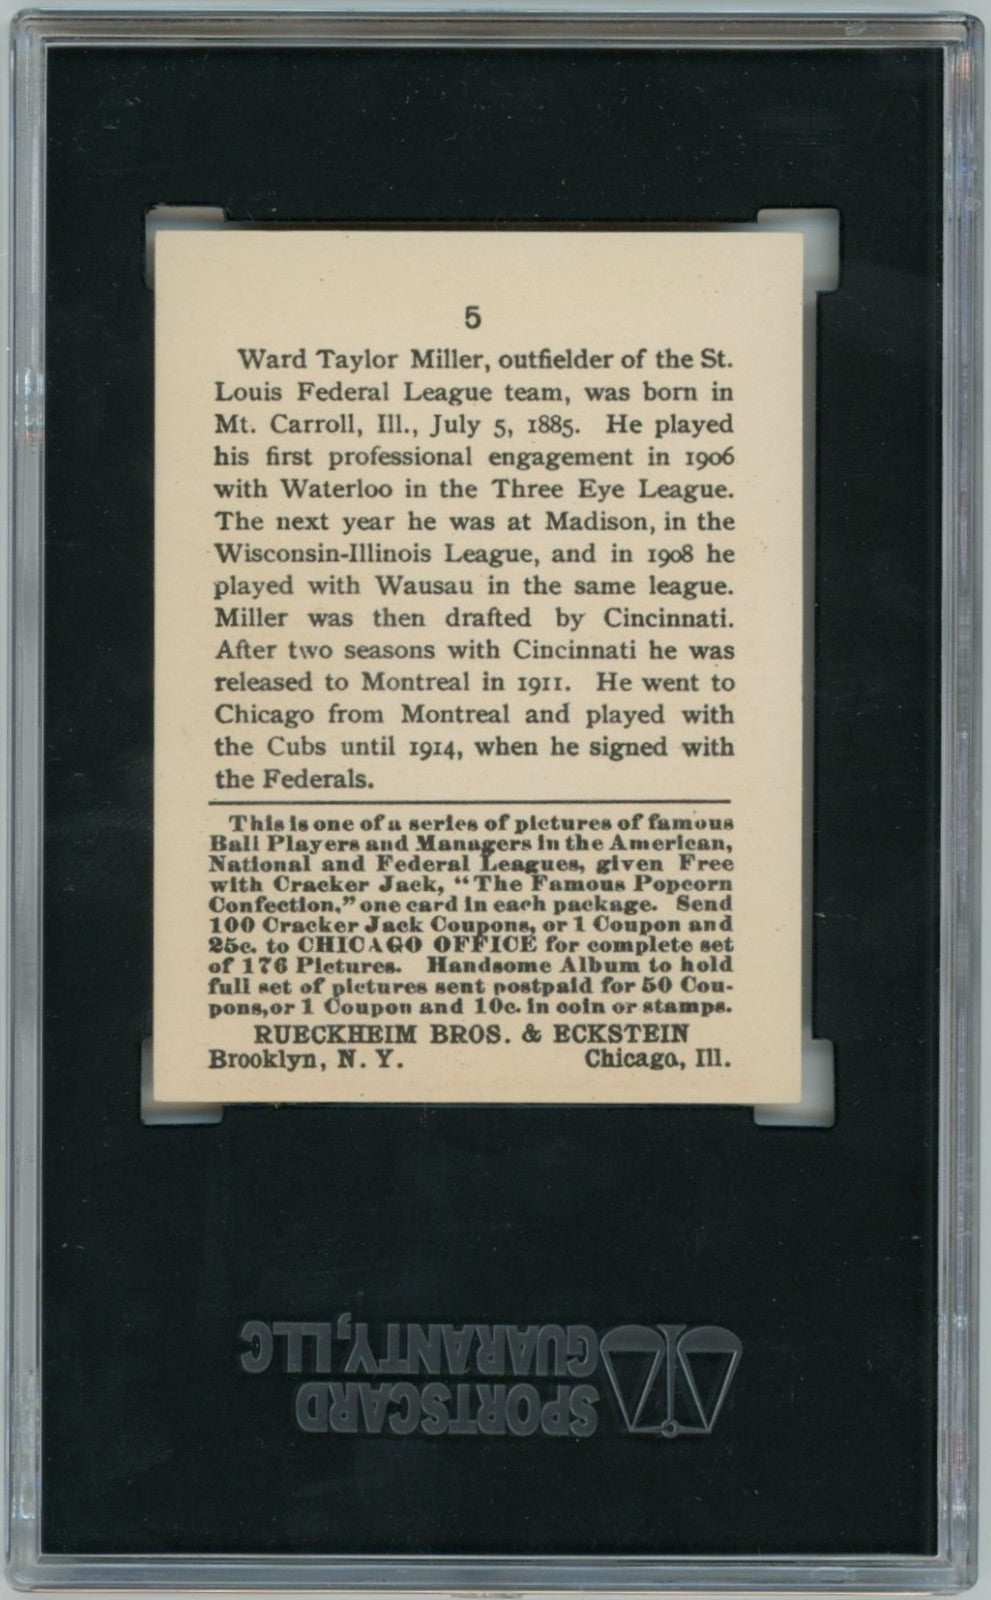 5
Ward Taylor Miller, outfielder of the St.
Louis Federal League team, was born in
Mt. Carroll, Ill., July 5, 1885. He played
his first professional engagement in 1906
with Waterloo in the Three Eye League.
The next year he was at Madison, in the
Wisconsin-Illinois League, and in 1908 he
played with Wausau in the same league.
Miller was then drafted by Cincinnati.
After two seasons with Cincinnati he was
released to Montreal in 1911. He went to
Chicago from Montreal and played with
the Cubs until 1914, when he signed with
the Federals.
This is one of a series of pictures of famous
Ball Players and Managers in the American,
National and Federal Leagues, given Free
with Cracker Jack, “The Famous Popcorn
Confection,” one card in each package. Send
100 Cracker Jack Coupons, or 1 Coupon and
25c. to CHICAGO OFFICE for complete set
of 176 Pictures. Handsome Album to hold
full set of pictures sent postpaid for 50 Cou-
pons, or 1 Coupon and 10c. in coin or stamps.
RUECKHEIM BROS. & ECKSTEIN
Brooklyn, N. Y. Chicago, Ill.
SPORTSCARD
GUARANTY, LLC